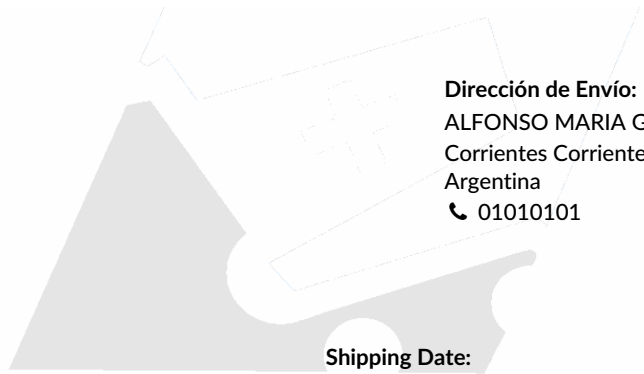 Dirección de Envío:
ALFONSO MARIA G
Corrientes Corriente
Argentina
01010101
Shipping Date: